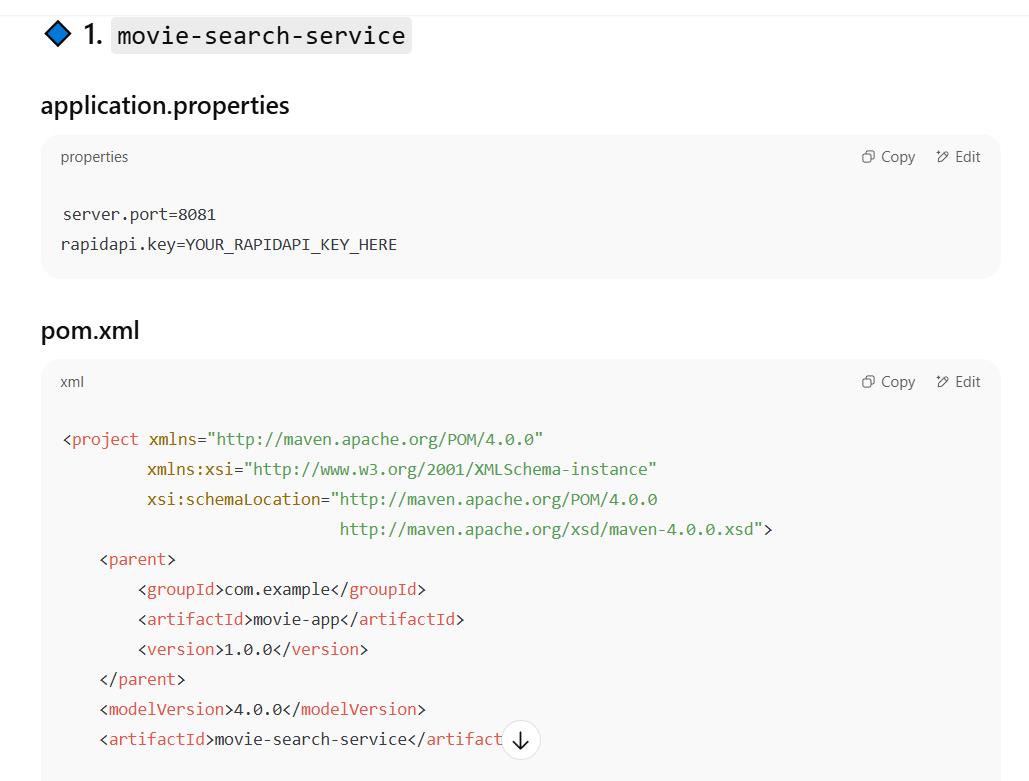 1. movie-search-service
application.properties
properties Copy Edit
server.port=8081
rapidapi.key=YOUR_RAPIDAPI_KEY_HERE
pom.xml
xml Copy Edit
<project xmlns="http://maven.apache.org/POM/4.0.0"
xmlns:xsi="http://www.w3.org/2001/XMLSchema-instance"
xsi:schemaLocation="http://maven.apache.org/POM/4.0.0
http://maven.apache.org/xsd/maven-4.0.0.xsd">
<parent>
<groupId>com.example</groupId>
<artifactId>movie-app</artifactId>
<version>1.0.0</version>
</parent>
<modelVersion>4.0.0</modelVersion>
<artifactId>movie-search-service</artifact